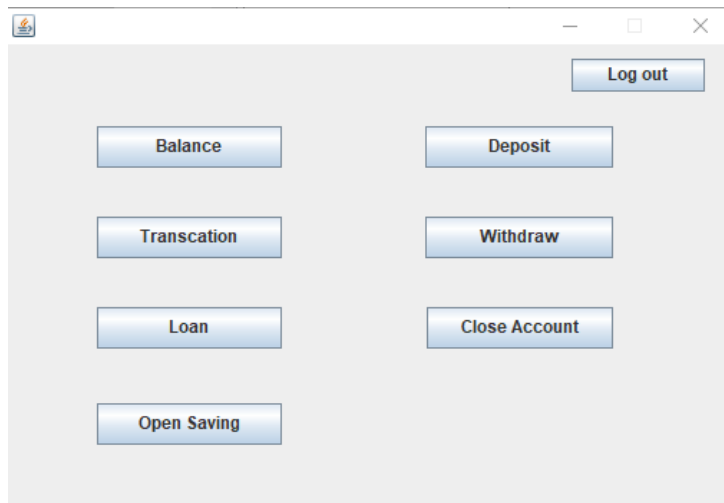 Log out
Balance
Deposit
Transcation
Withdraw
Loan
Close Account
Open Saving